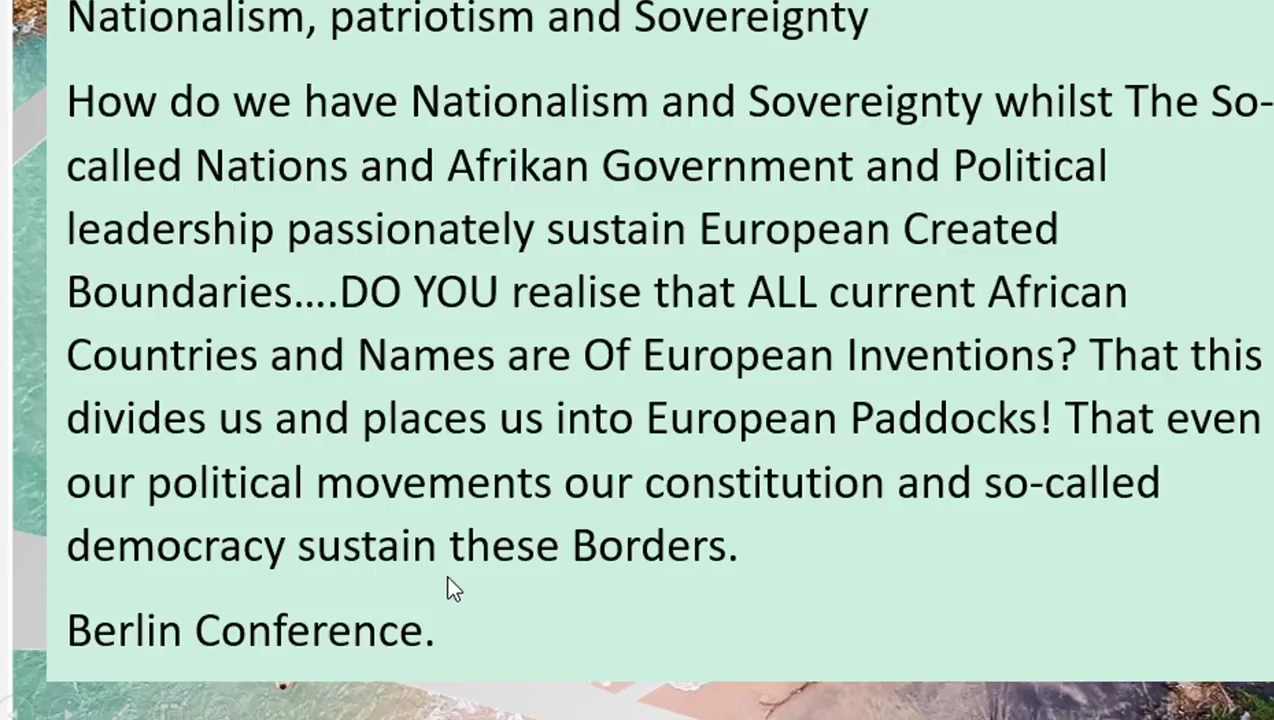 Nationalism, patriotism and Sovereignty
How do we have Nationalism and Sovereignty whilst The So-
called Nations and Afrikan Government and Political
leadership passionately sustain European Created
Boundaries....DO YOU realise that ALL current African
Countries and Names are Of European Inventions? That this
divides us and places us into European Paddocks! That even
our political movements our constitution and so-called
democracy sustain these Borders.
Berlin Conference.